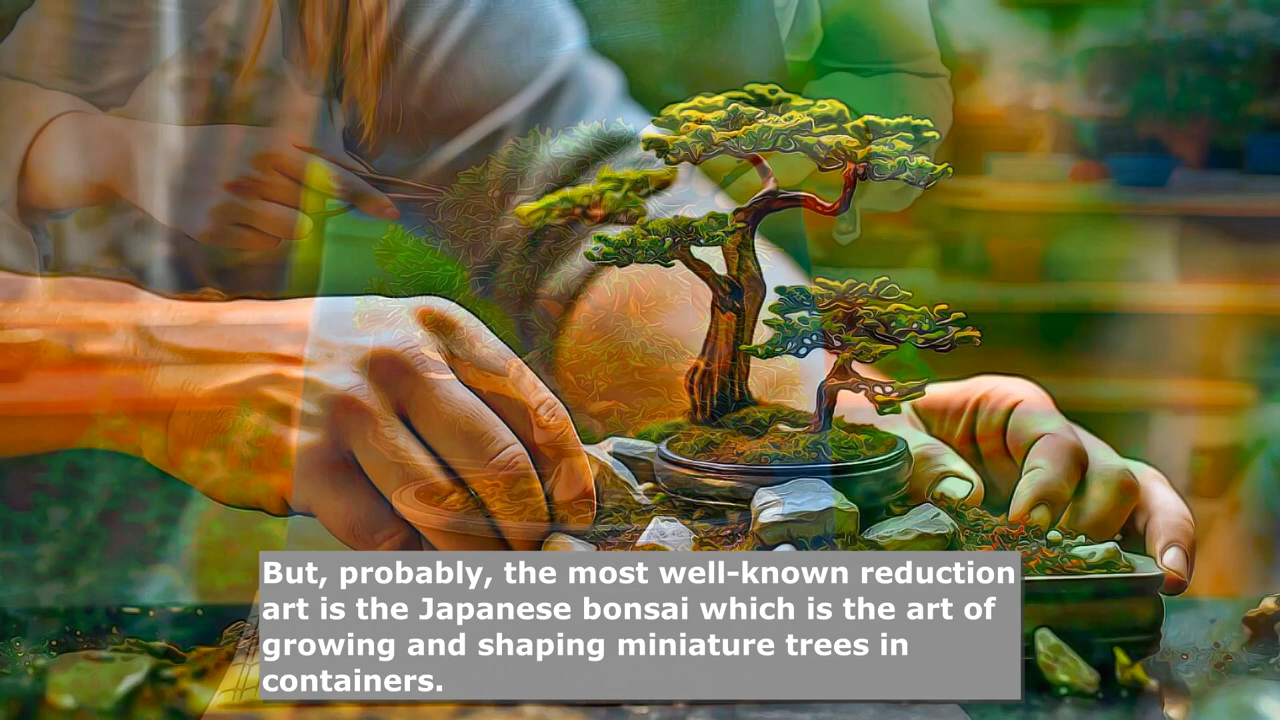 But, probably, the most well-known reduction
art is the Japanese bonsai which is the art of
growing and shaping miniature trees in
containers.